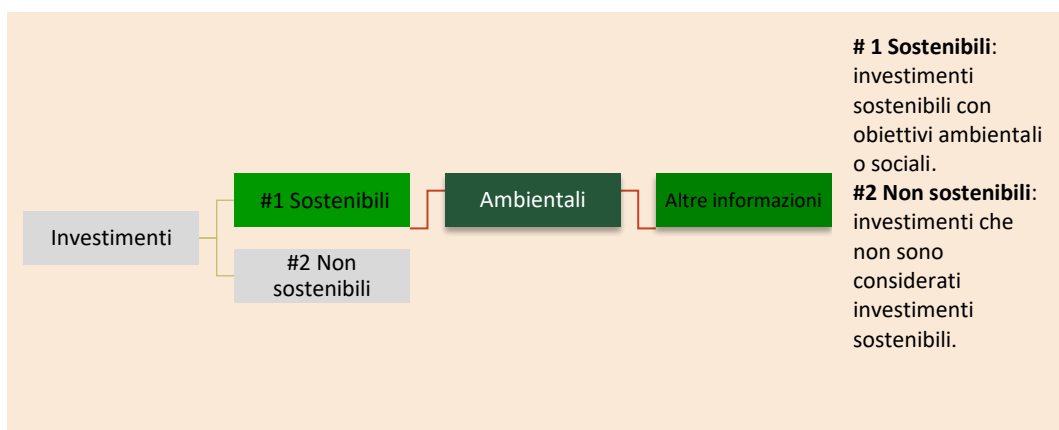 Investimenti
#1 Sostenibili
#2 Non
sostenibili
Ambientali
Altre informazioni
# 1 Sostenibili:
investimenti
sostenibili con
obiettivi ambientali
o sociali.
#2 Non sostenibili:
investimenti che
non sono
considerati
investimenti
sostenibili.